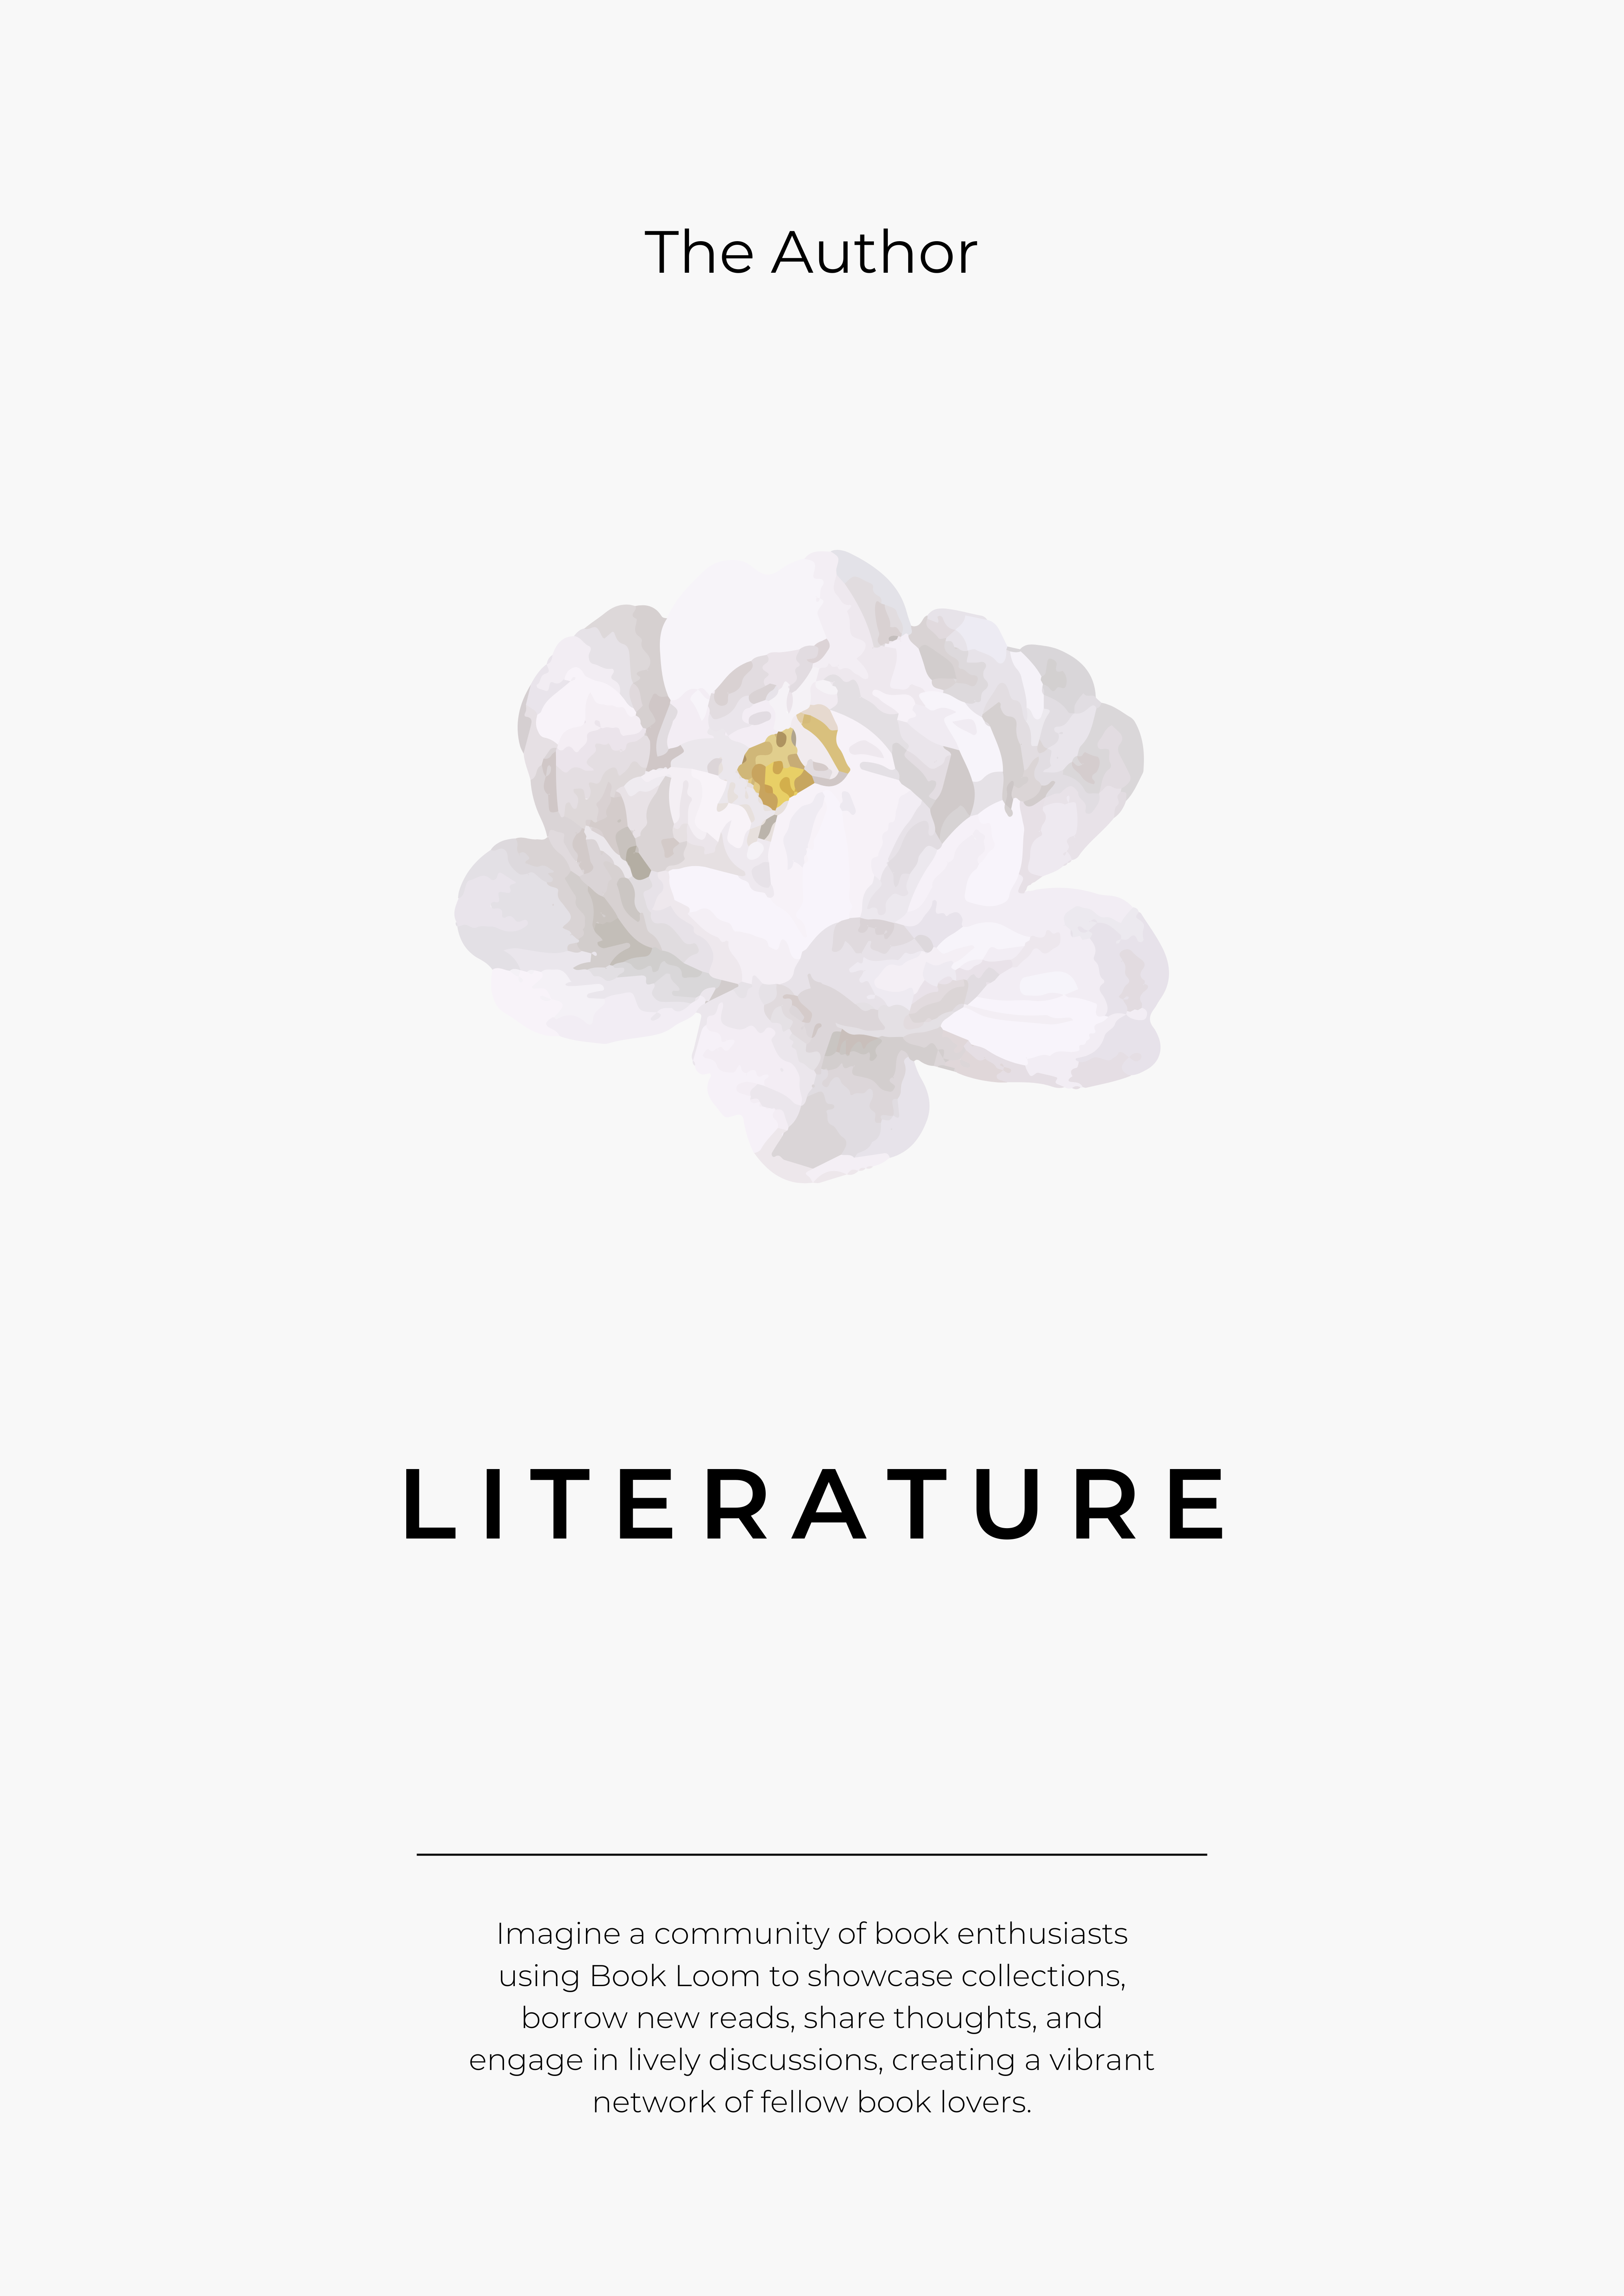 The Author
LITERATURE
Imagine a community of book enthusiasts
using Book Loom to showcase collections,
borrow new reads, share thoughts, and
engage in lively discussions, creating a vibrant
network of fellow book lovers.